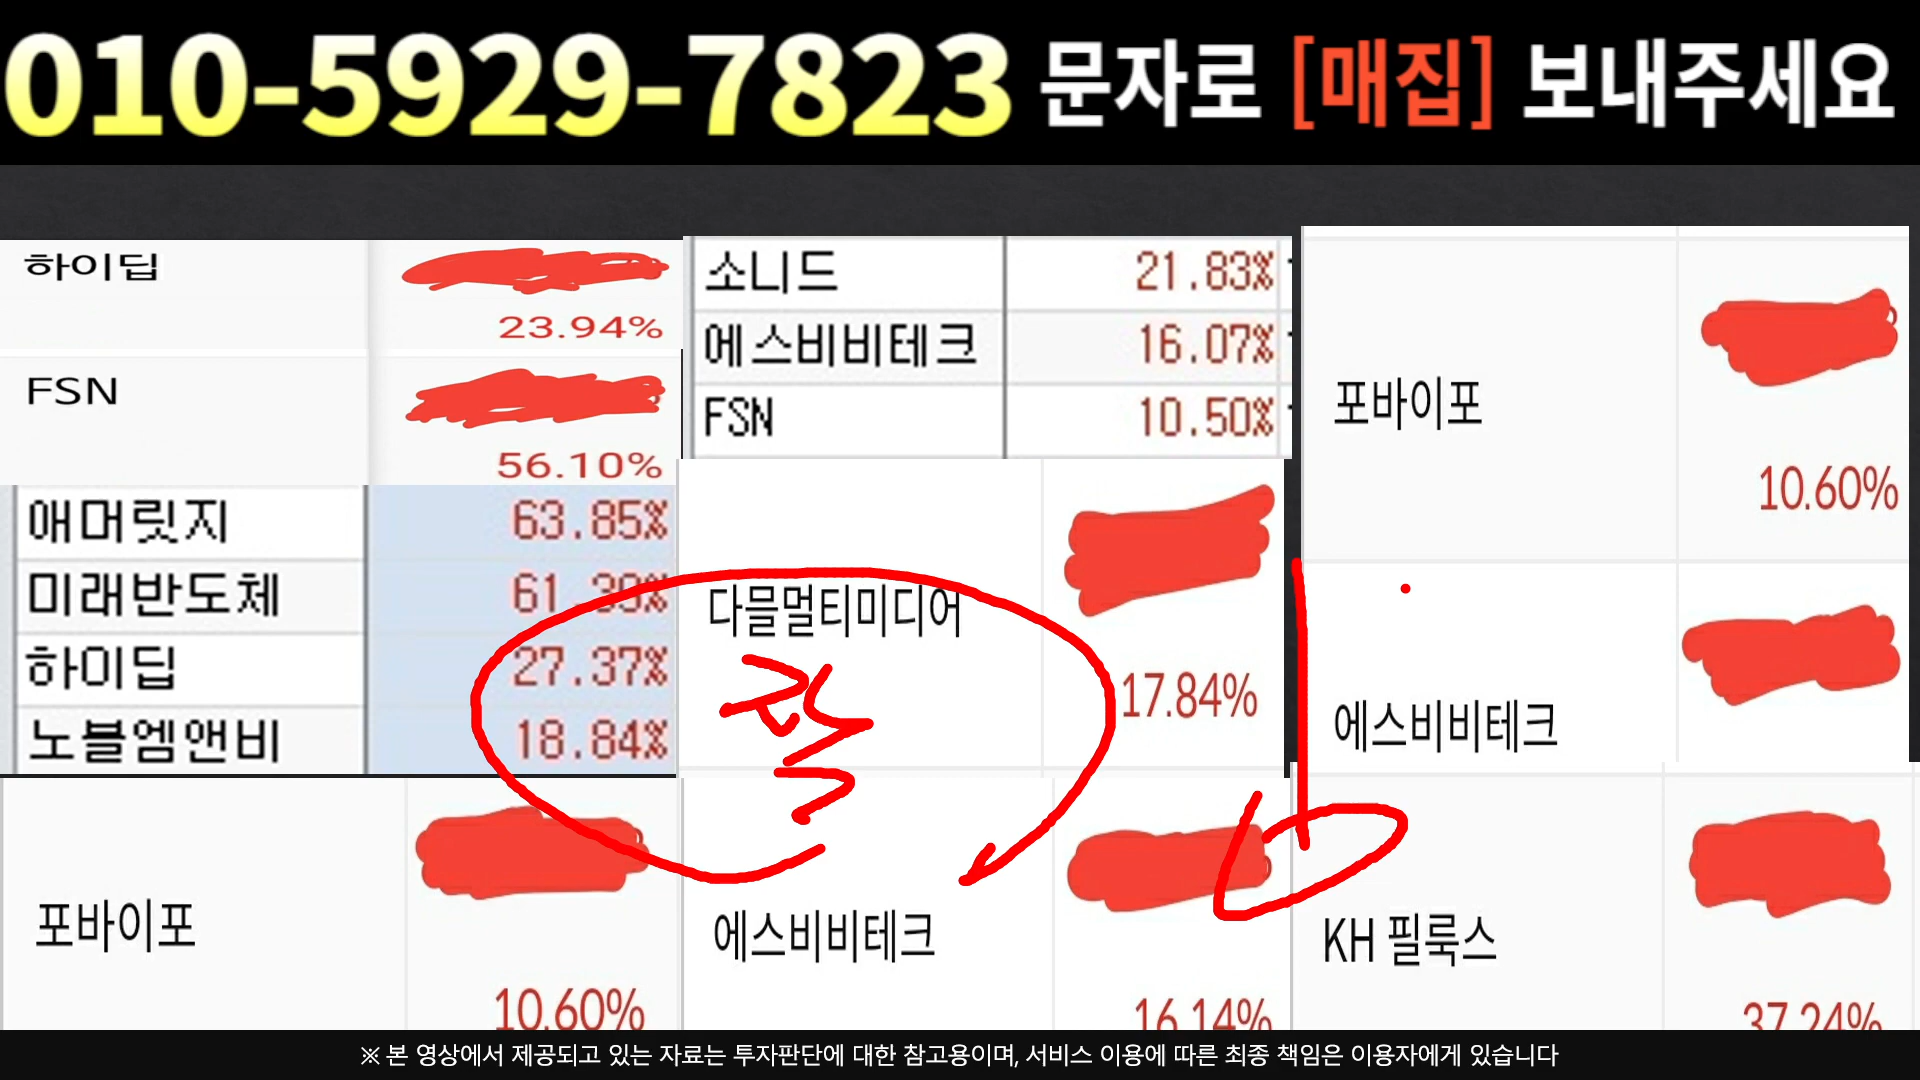 010-5929-7823 문자로 [매집] 보내주세요
하이딥
23.94%
FSN
56.10%
애머릿지 63.85%
미래반도체 61.39%
하이딥 27.37%
노블엠앤비 18.84%
소니드 21.83%
에스비비테크 16.07%
FSN 10.50%
다믈멀티미디어
17.84%
포바이포
10.60%
에스비비테크
포바이포
10.60%
에스비비테크
16.14%
KH 필룩스
37.24%
※ 본 영상에서 제공되고 있는 자료는 투자판단에 대한 참고용이며, 서비스 이용에 따른 최종 책임은 이용자에게 있습니다